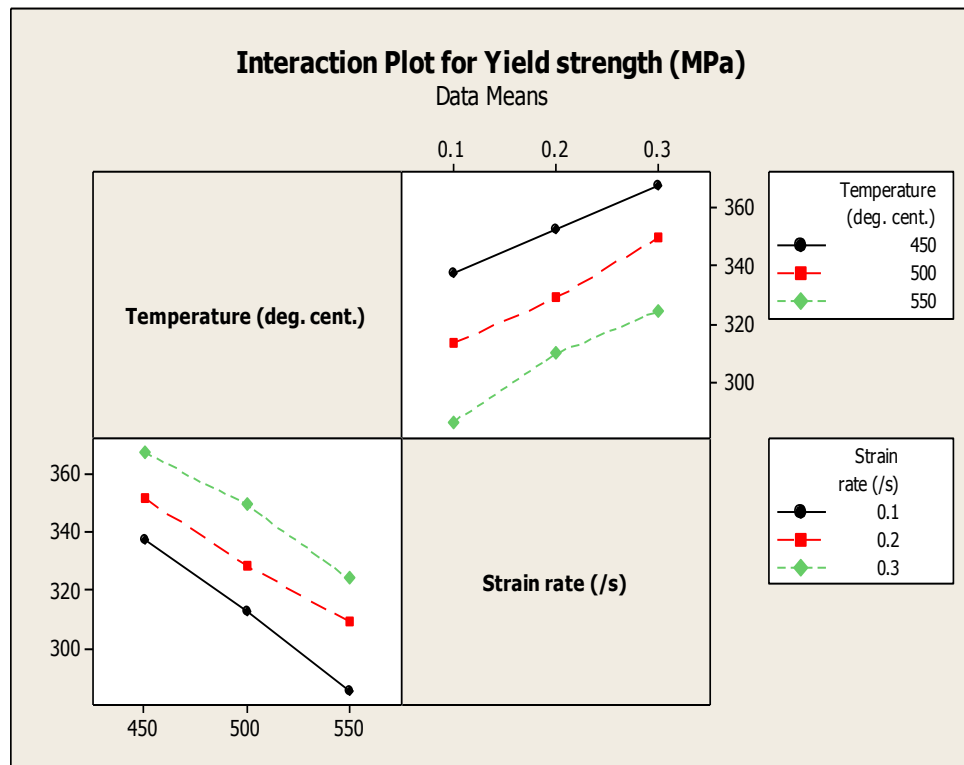 Interaction Plot for Yield strength (MPa)
Data Means
0.1 0.2 0.3
Temperature (deg. cent.)
360
340
320
300
Temperature
(deg. cent.)
450
500
550
360
340
320
300
450 500 550
Strain rate (/s)
Strain
rate (/s)
0.1
0.2
0.3